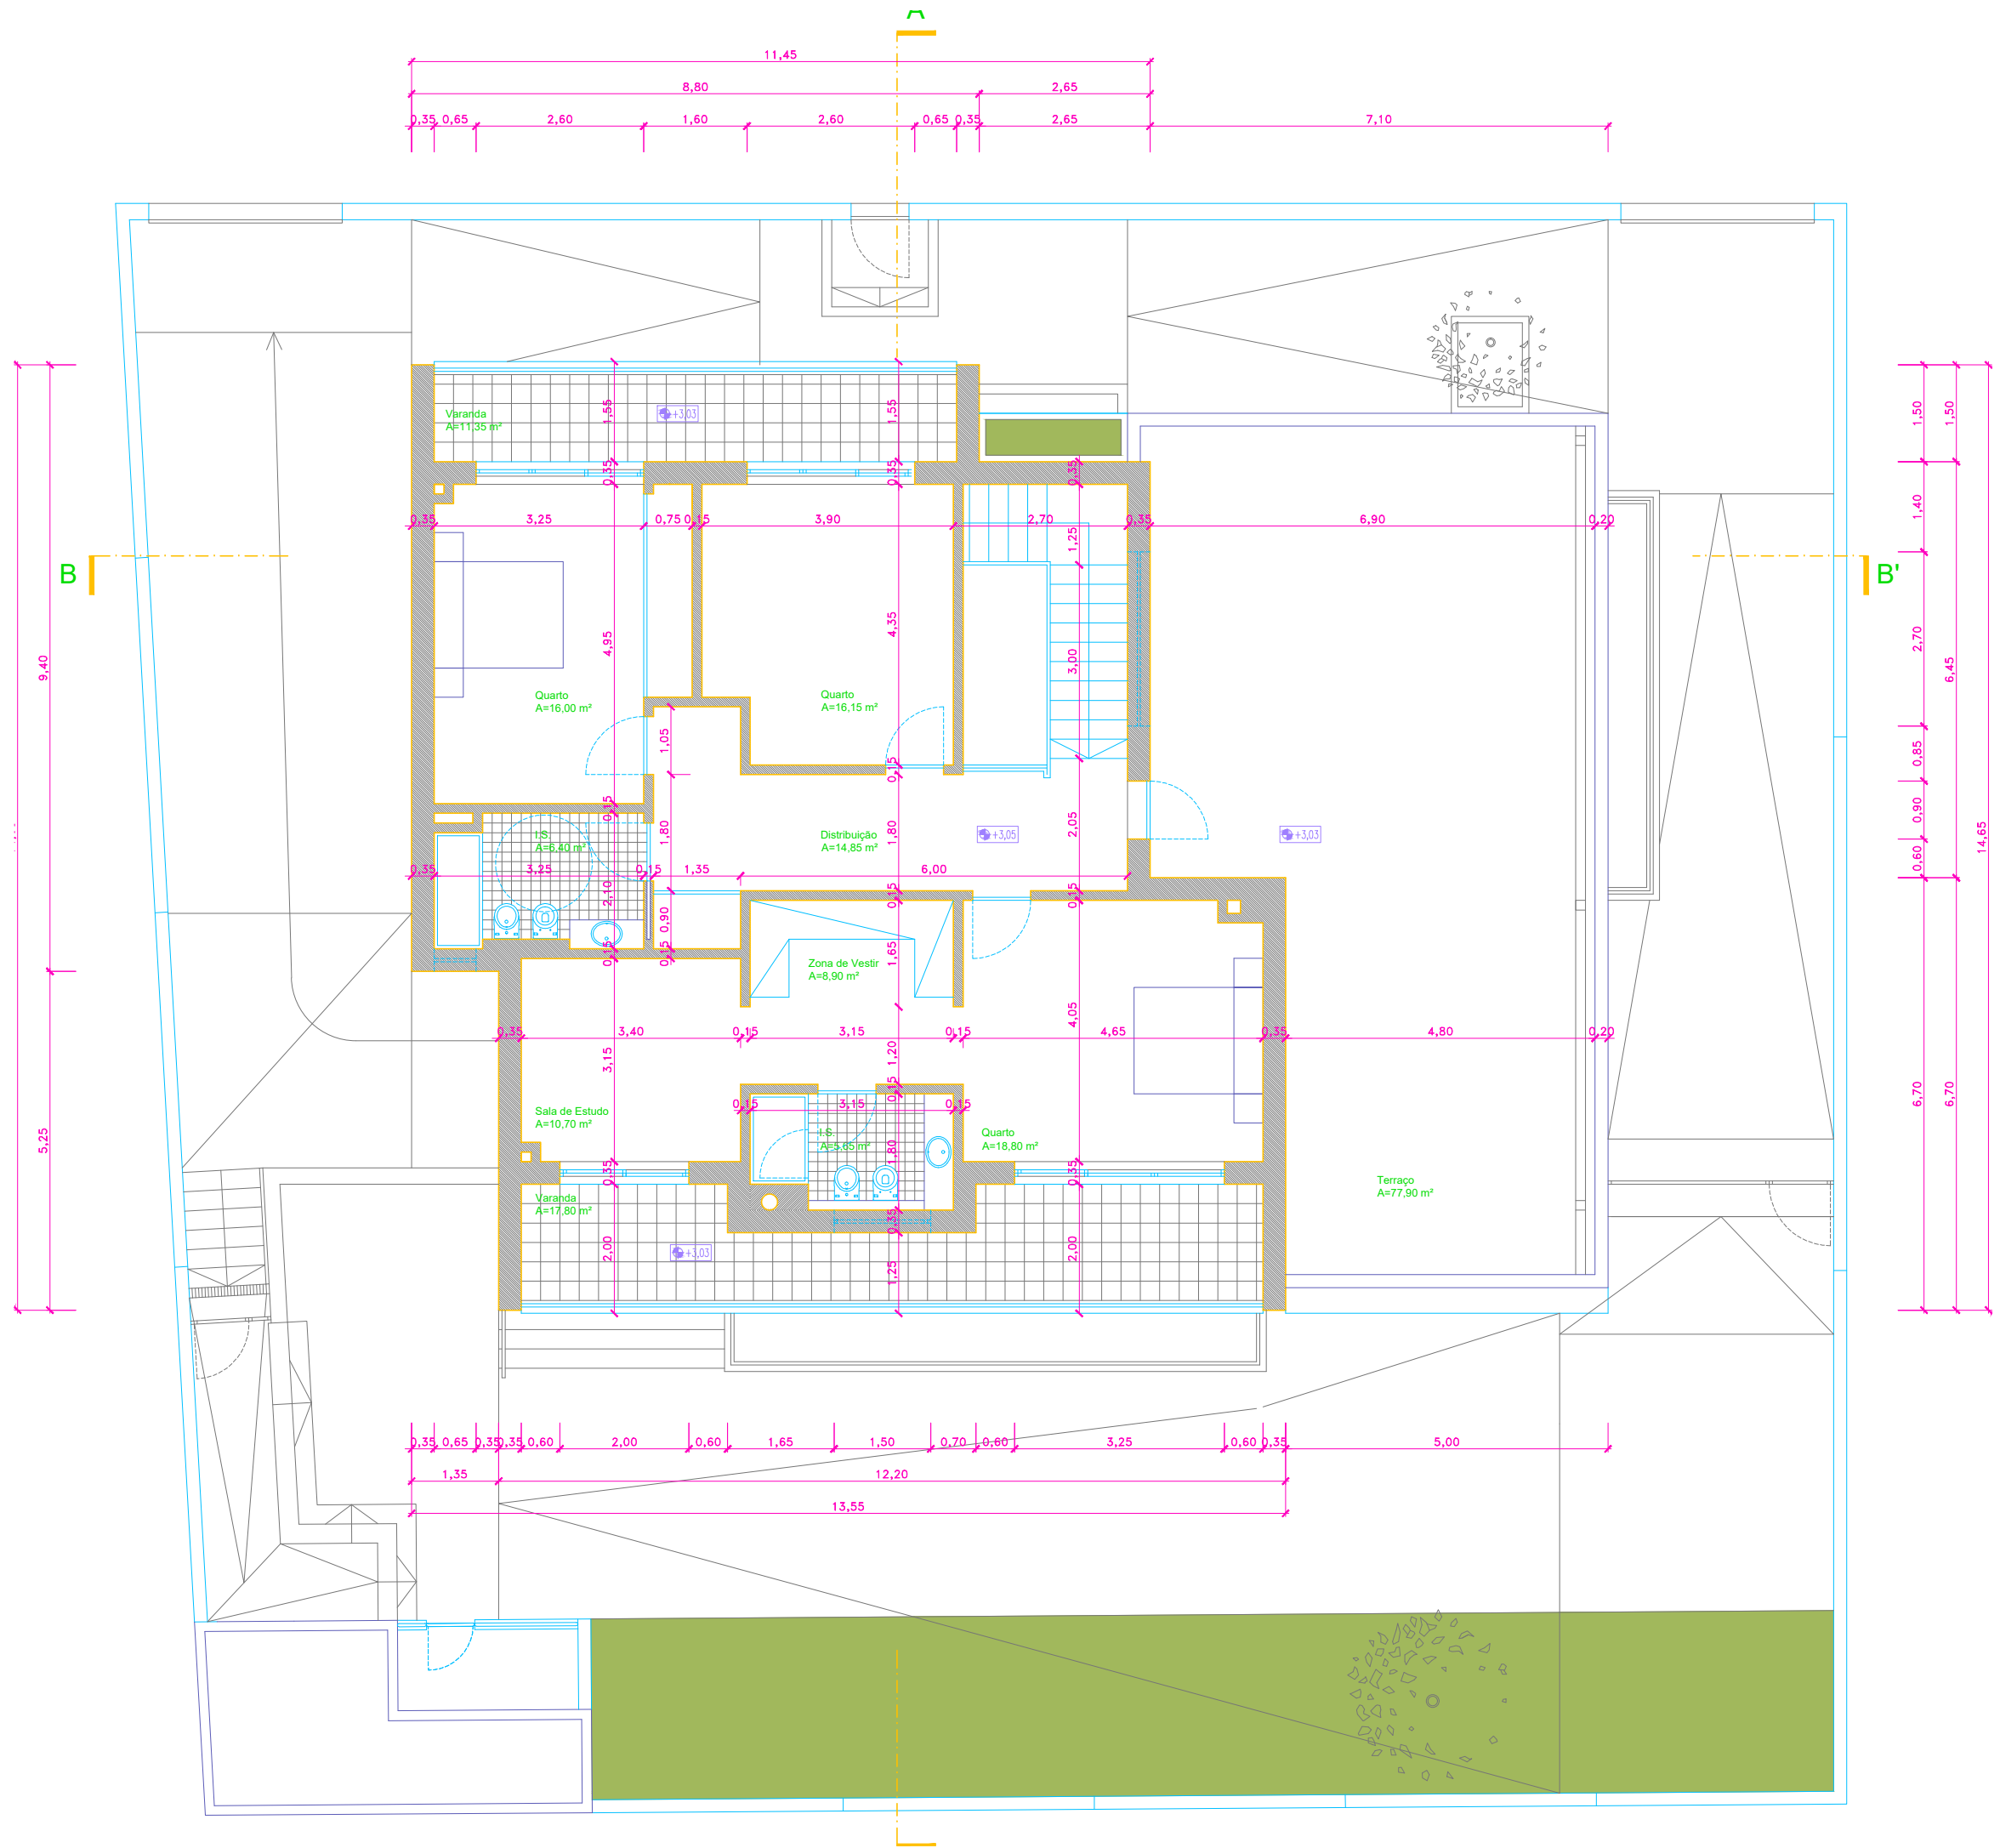 A
11,45
8,80 2,65
0,35 0,65 2,60 1,60 2,60 0,65 0,35 2,65 7,10
Varanda
A=11,35 m²
+3,03
1,55 1,55
0,35 0,35 0,35
0,35 3,25 0,75 0,15 3,90 2,70 0,35 6,90 0,20
B
B'
1,25
4,95
4,35
3,00
Quarto
A=16,00 m²
Quarto
A=16,15 m²
1,05
0,15
0,15
I.S.
A=6,40 m²
1,80
Distribuição
A=14,85 m²
1,80
+3,05
2,05
+3,03
0,35 3,25 0,15 1,35 6,00
2,10
0,90
0,15
0,15
0,15
0,15
Zona de Vestir
A=8,90 m²
1,65
4,05
0,35 3,40 0,15 3,15 0,15 4,65 0,35 4,80 0,20
3,15
1,20
0,15
Sala de Estudo
A=10,70 m²
0,15 3,15 0,15
I.S.
A=5,65 m²
1,80
Quarto
A=18,80 m²
0,35
0,35
Terraço
A=77,90 m²
Varanda
A=17,80 m²
0,35
+3,03
2,00
1,25
2,00
0,35 0,65 0,35 0,35 0,60 2,00 0,60 1,65 1,50 0,70 0,60 3,25 0,60 0,35 5,00
1,35 12,20
13,55
9,40
5,25
1,50
1,40
2,70
0,85
0,90
0,60
6,70
1,50
6,45
6,70
14,65